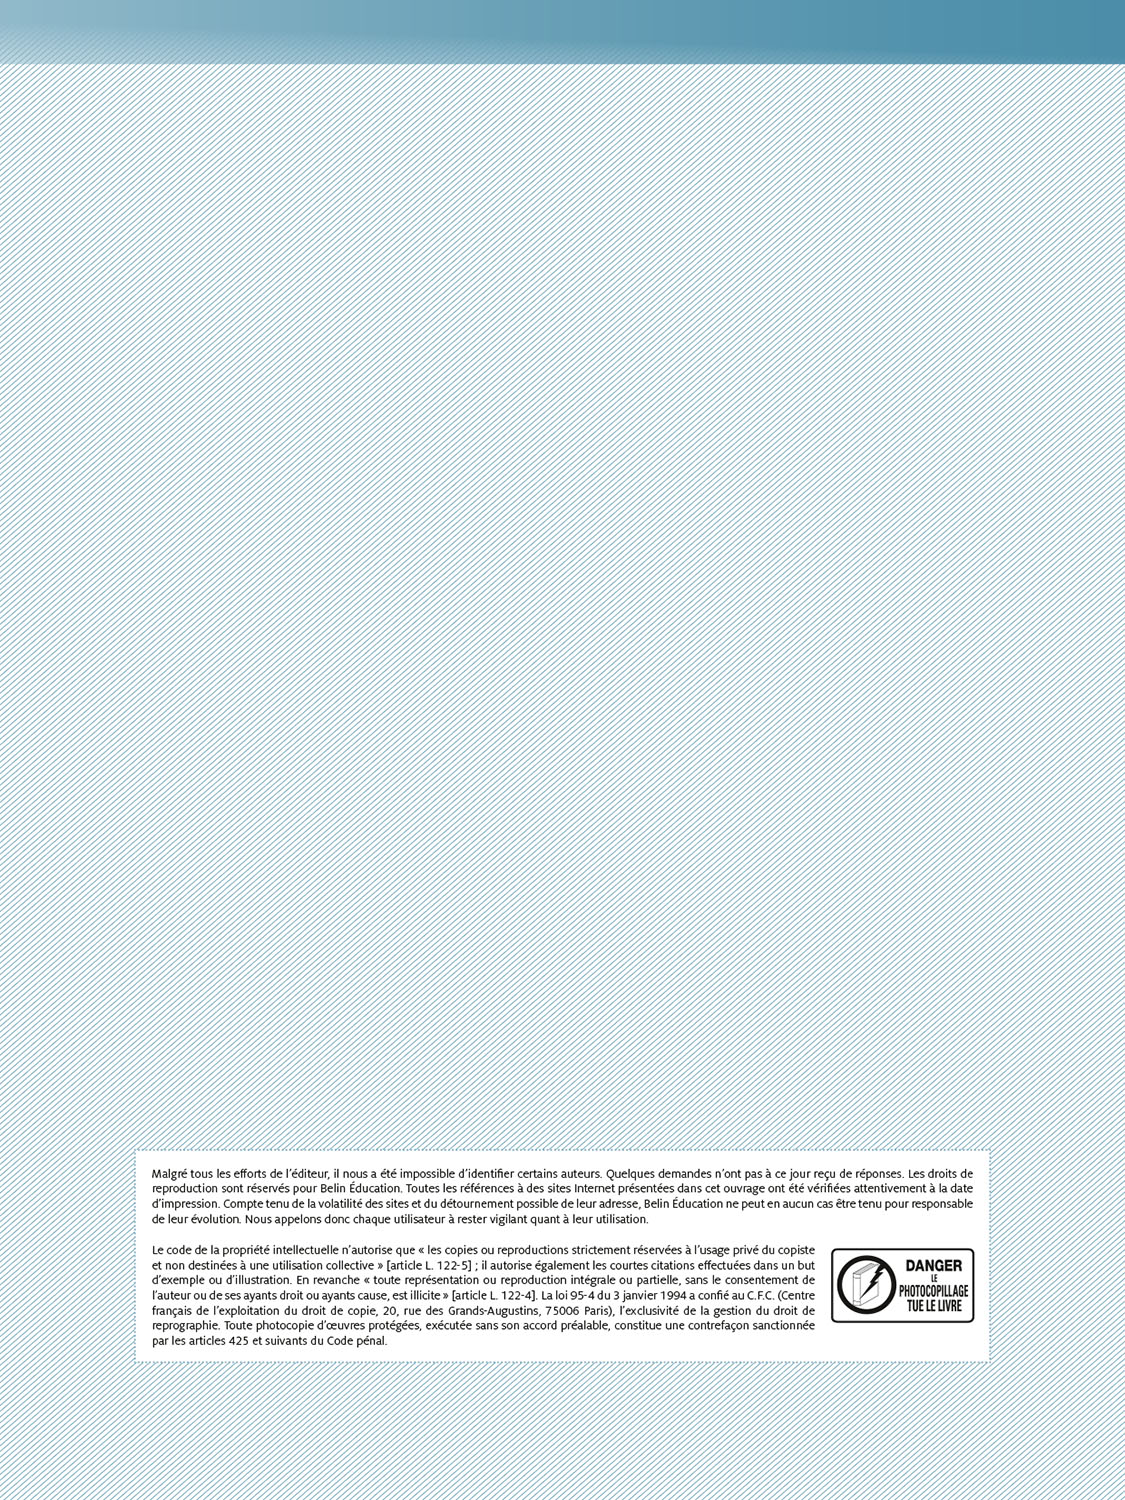 Malgré tous les efforts de l’éditeur, il nous a été impossible d’identifier certains auteurs. Quelques demandes n’ont pas à ce jour reçu de réponses. Les droits de
reproduction sont réservés pour Belin Éducation. Toutes les références à des sites Internet présentées dans cet ouvrage ont été vérifiées attentivement à la date
d’impression. Compte tenu de la volatilité des sites et du détournement possible de leur adresse, Belin Éducation ne peut en aucun cas être tenu pour responsable
de leur évolution. Nous appelons donc chaque utilisateur à rester vigilant quant à leur utilisation.
Le code de la propriété intellectuelle n’autorise que « les copies ou reproductions strictement réservées à l’usage privé du copiste
et non destinées à une utilisation collective » [article L. 122-5] ; il autorise également les courtes citations effectuées dans un but
d’exemple ou d’illustration. En revanche « toute représentation ou reproduction intégrale ou partielle, sans le consentement de
l’auteur ou de ses ayants droit ou ayants cause, est illicite » [article L. 122-4]. La loi 95-4 du 3 janvier 1994 a confié au C.F.C. (Centre
français de l’exploitation du droit de copie, 20, rue des Grands-Augustins, 75006 Paris), l’exclusivité de la gestion du droit de
reprographie. Toute photocopie d’œuvres protégées, exécutée sans son accord préalable, constitue une contrefaçon sanctionnée
par les articles 425 et suivants du Code pénal.
DANGER
LE
PHOTOCOPILLAGE
TUE LE LIVRE